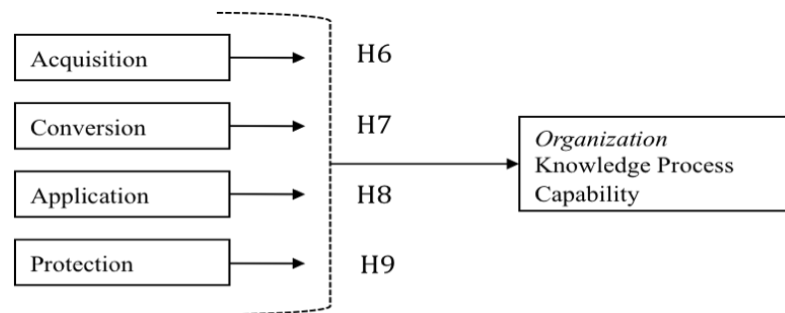 Acquisition
H6
Conversion
H7
Organization
Knowledge Process
Capability
Application
H8
Protection
H9